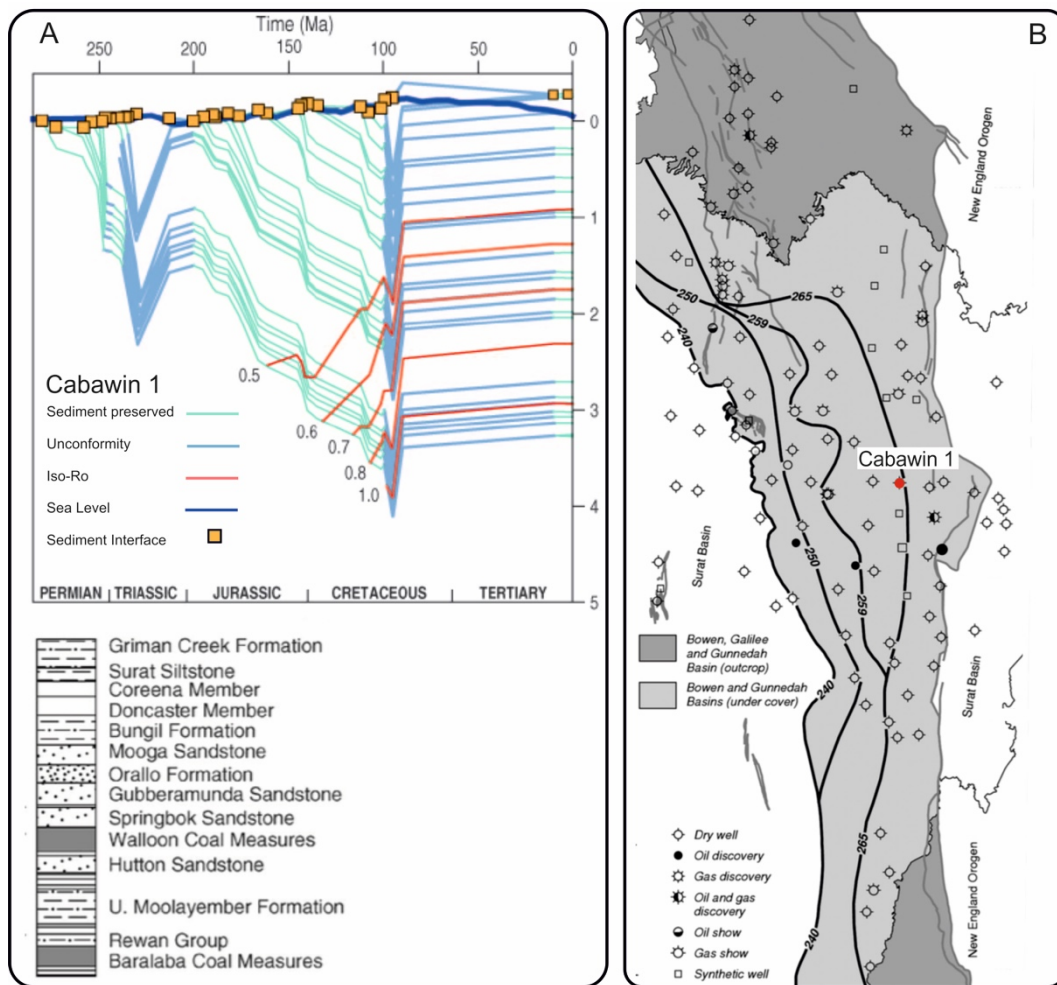 A
Time (Ma)
250
200
150
100
50
0
0
1
2
3
4
5
0.5
0.6
0.7
0.8
1.0
Cabawin 1
Sediment preserved
Unconformity
Iso-Ro
Sea Level
Sediment Interface
PERMIAN
TRIASSIC
JURASSIC
CRETACEOUS
TERTIARY
Griman Creek Formation
Surat Siltstone
Coreena Member
Doncaster Member
Bungil Formation
Mooga Sandstone
Orallo Formation
Gubberamunda Sandstone
Springbok Sandstone
Walloon Coal Measures
Hutton Sandstone
U. Moolayember Formation
Rewan Group
Baralaba Coal Measures
B
New England Orogen
250
265
259
240
Cabawin 1
Surat Basin
250
259
240
Surat Basin
Bowen, Galilee
and Gunnedah
Basin (outcrop)
Bowen and Gunnedah
Basins (under cover)
265
240
New England Orogen
Dry well
Oil discovery
Gas discovery
Oil and gas
discovery
Oil show
Gas show
Synthetic well